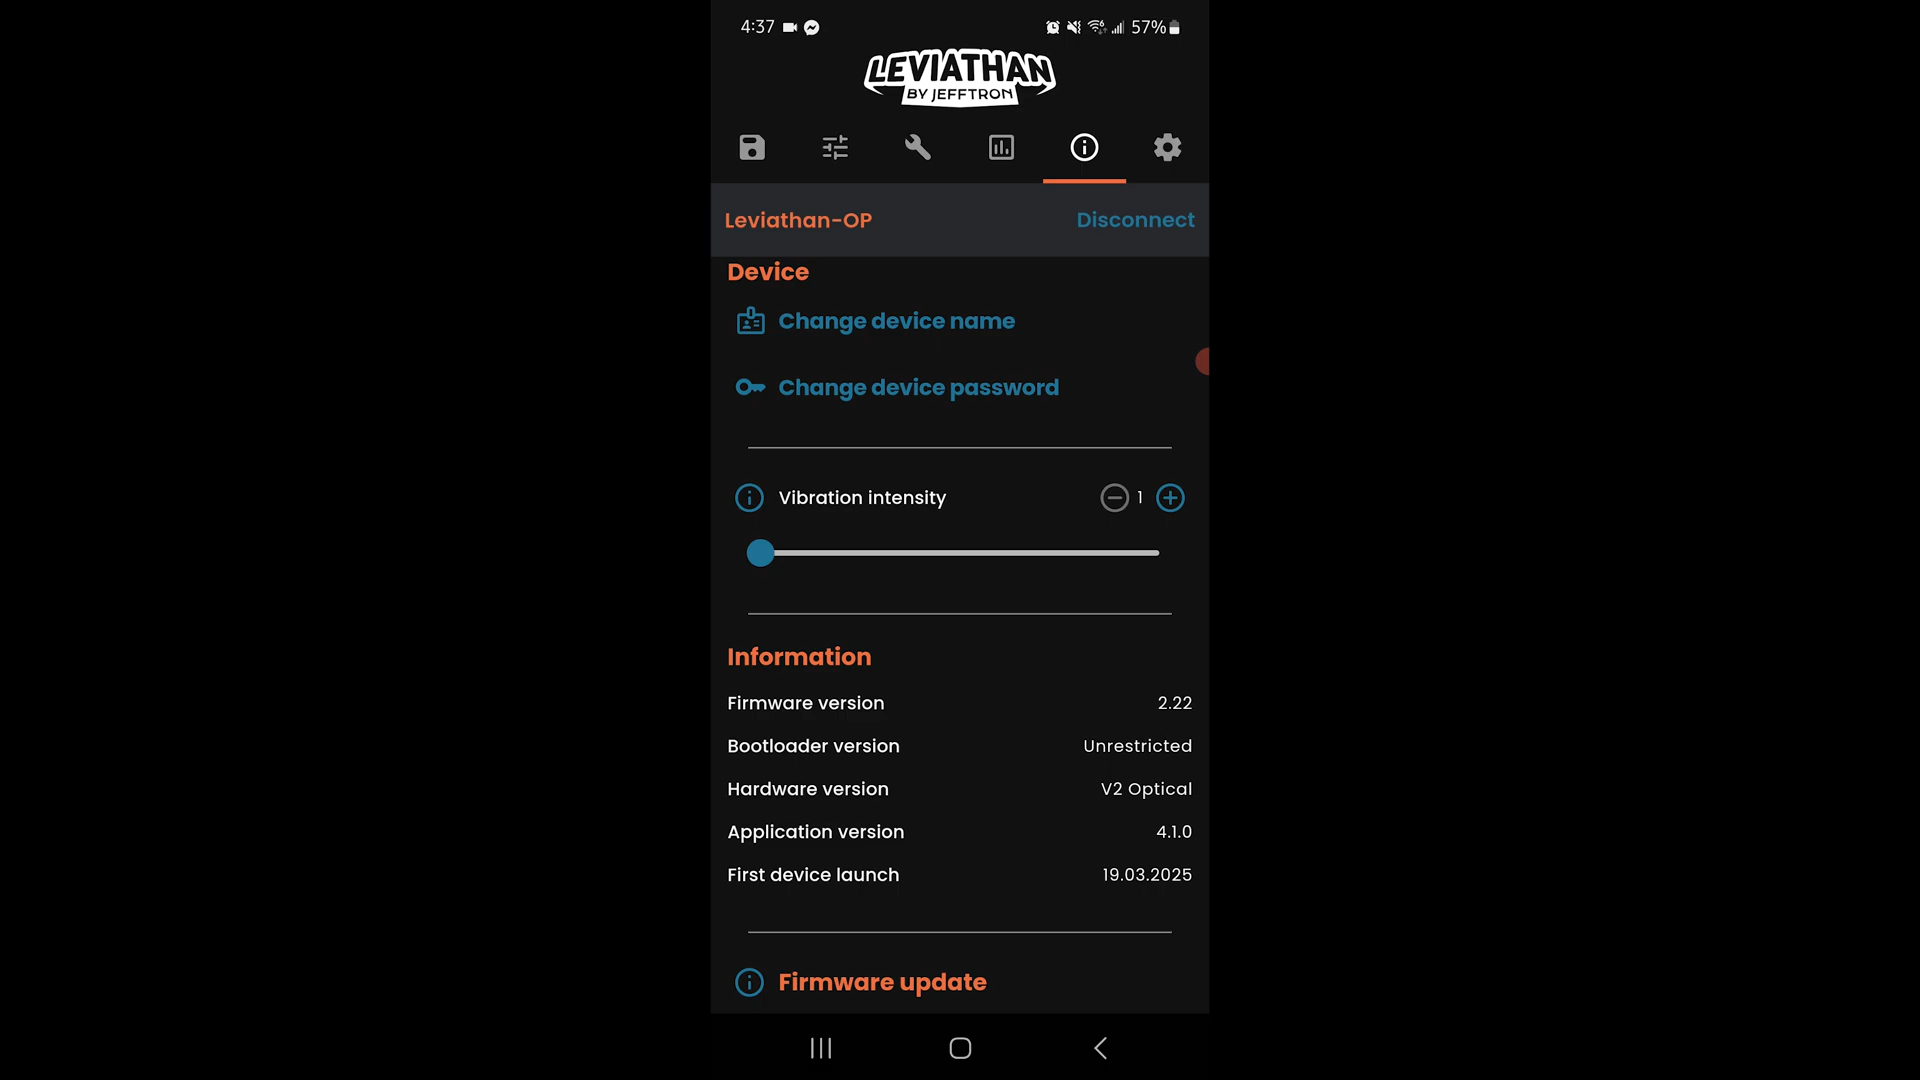 4:37
57%
LEVIATHAN
BY JEFFTRON
Leviathan-OP
Disconnect
Device
Change device name
Change device password
Vibration intensity
1
Information
Firmware version
2.22
Bootloader version
Unrestricted
Hardware version
V2 Optical
Application version
4.1.0
First device launch
19.03.2025
Firmware update